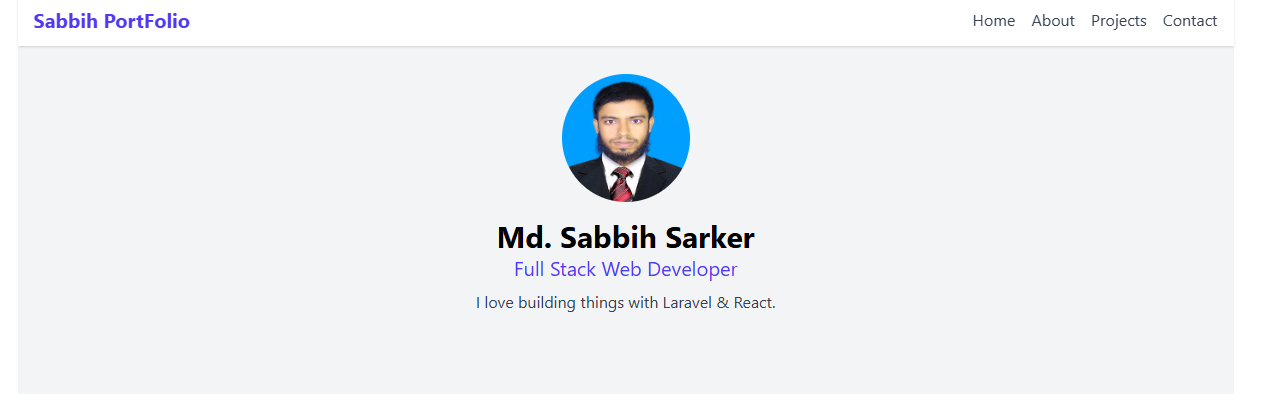 Sabbih PortFolio
Home About Projects Contact
Md. Sabbih Sarker
Full Stack Web Developer
I love building things with Laravel & React.